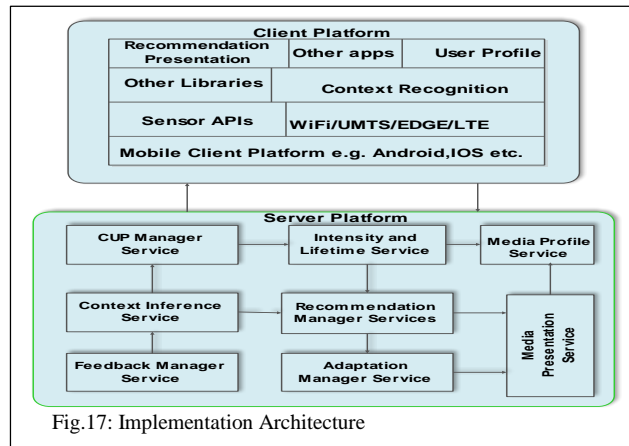 Client Platform
Recommendation
Presentation
Other apps
User Profile
Other Libraries
Context Recognition
Sensor APIs
WiFi/UMTS/EDGE/LTE
Mobile Client Platform e.g. Android,IOS etc.
Server Platform
CUP Manager
Service
Intensity and
Lifetime Service
Media Profile
Service
Context Inference
Service
Recommendation
Manager Services
Media
Presentation
Service
Feedback Manager
Service
Adaptation
Manager Service
Fig.17: Implementation Architecture